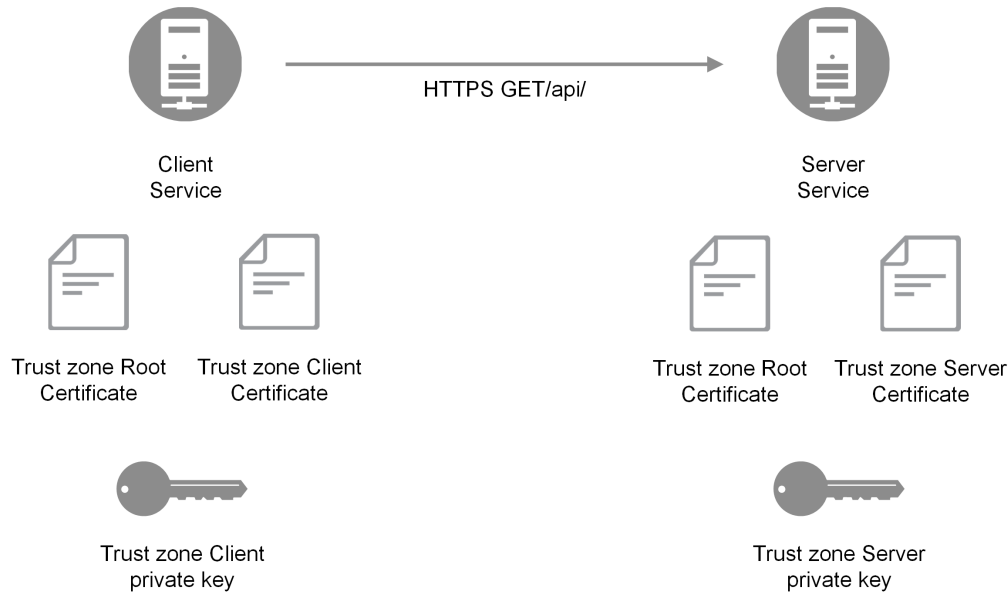 HTTPS GET/api/
Client
Service
Server
Service
Trust zone Root
Certificate
Trust zone Client
Certificate
Trust zone Root
Certificate
Trust zone Server
Certificate
Trust zone Client
private key
Trust zone Server
private key